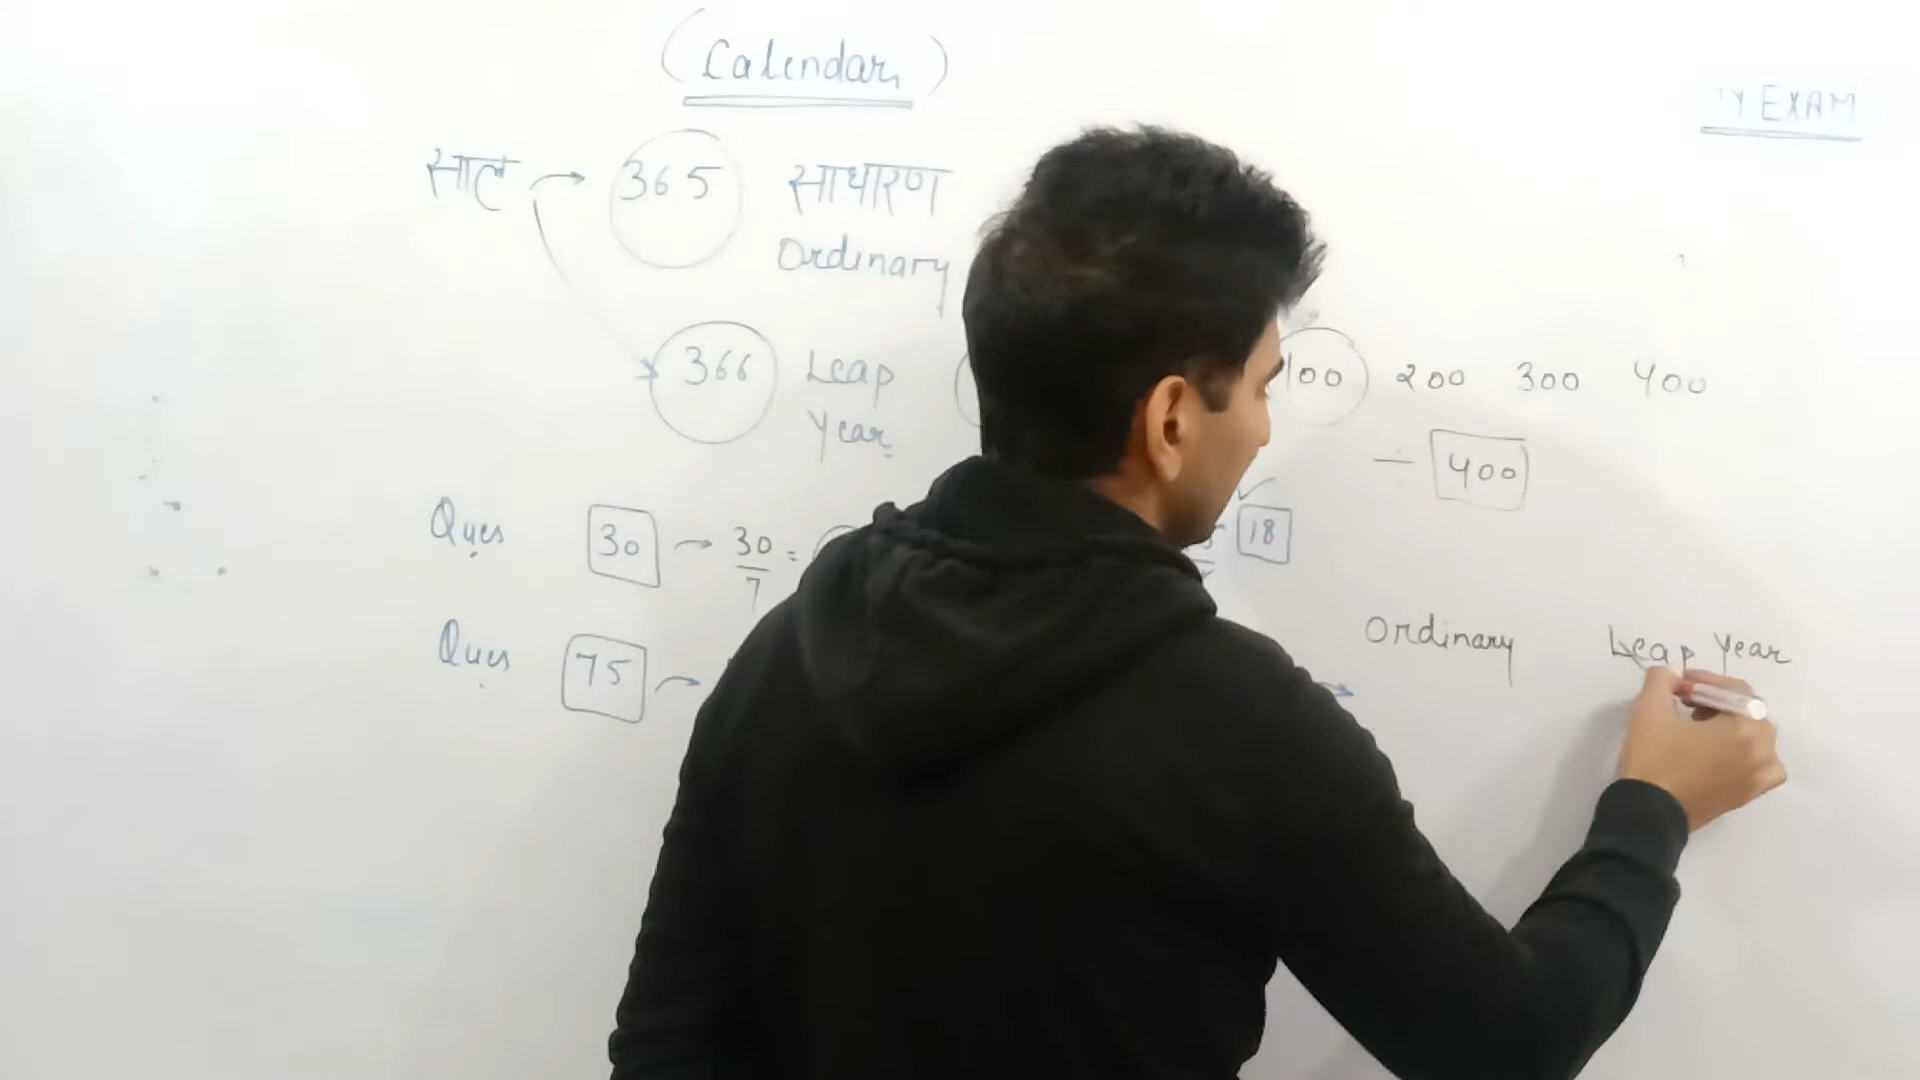 (Calendar)
Y EXAM
साल → 365 साधारण
Ordinary
366 Leap 100 200 300 400
Year
÷ 400
Ques 30 → 30/7 = 18
Ordinary Leap Year
Ques 75 →